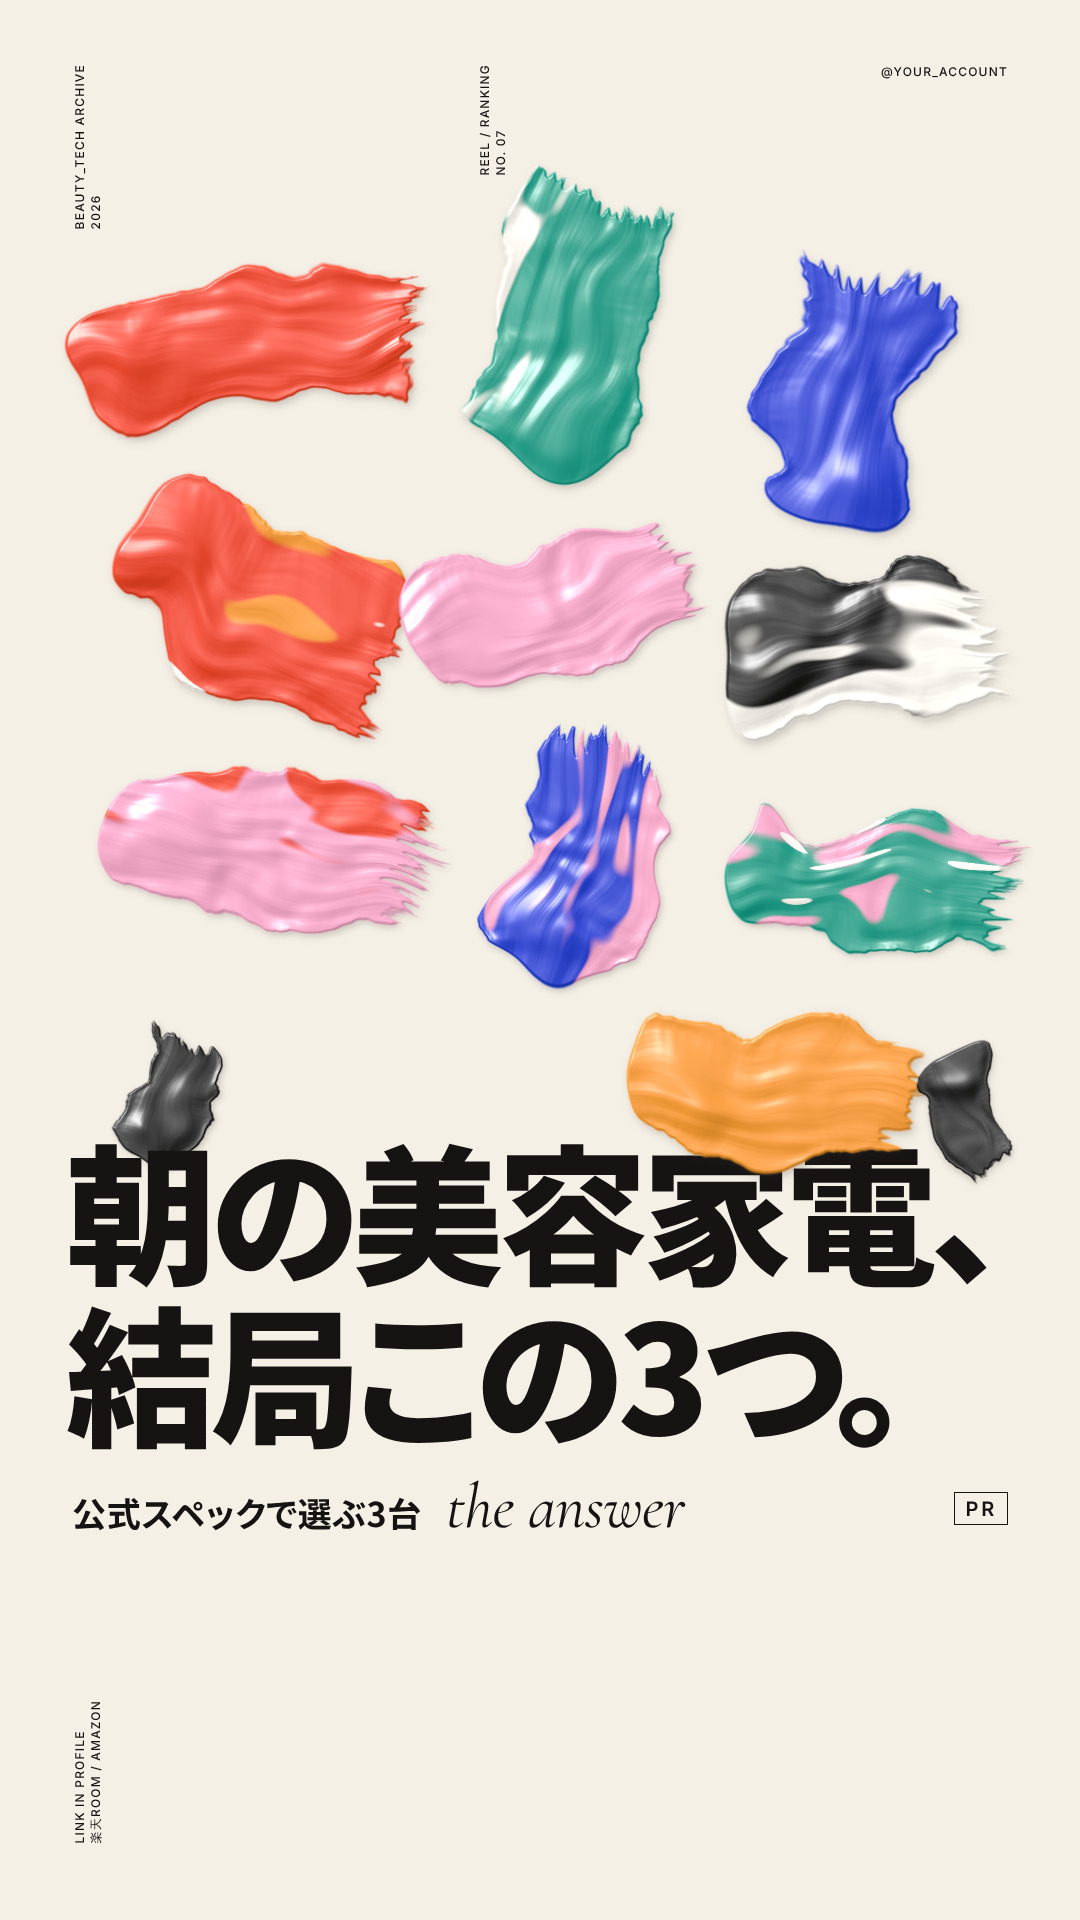 BEAUTY_TECH ARCHIVE
2026
REEL / RANKING
NO. 07
@YOUR_ACCOUNT
朝の美容家電、
結局この3つ。
公式スペックで選ぶ3台 the answer
PR
LINK IN PROFILE
楽天ROOM / AMAZON